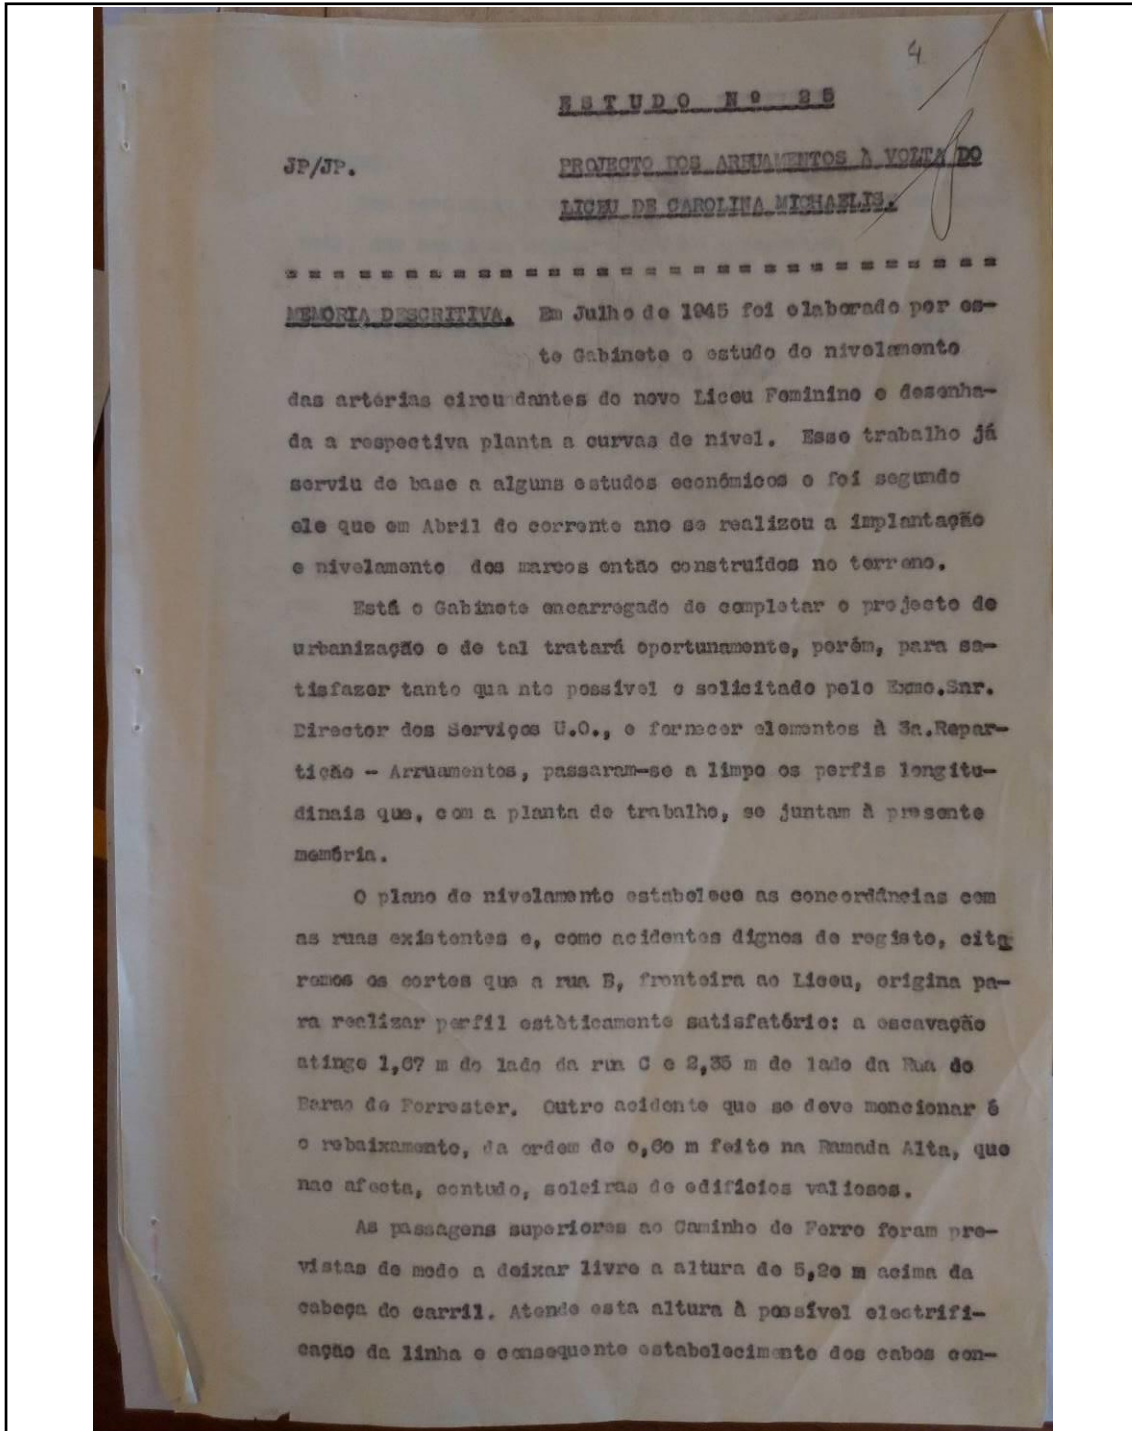 4
ESTUDO Nº 25
JP/JP.
PROJECTO DOS ARRUAMENTOS À VOLTA DO
LICEU DE CAROLINA MICHAELIS.
= = = = = = = = = = = = = = = = = = = = = = = = = = = = = =
MEMÓRIA DESCRITIVA. Em Julho de 1945 foi elaborado por es-
te Gabinete o estudo do nivelamento
das artérias circundantes do novo Liceu Feminino e desenha-
da a respectiva planta a curvas de nivel. Esse trabalho já
serviu de base a alguns estudos económicos e foi segundo
ele que em Abril do corrente ano se realizou a implantação
e nivelamento dos marcos então construídos no terreno.
Está o Gabinete encarregado de completar o projecto de
urbanização e de tal tratará oportunamente, porém, para sa-
tisfazer tanto qua nto possível o solicitado pelo Exmo.Snr.
Director dos Serviços U.O., e fornecer elementos à 3a.Repar-
tição - Arruamentos, passaram-se a limpo os perfis longitu-
dinais que, com a planta de trabalho, se juntam à presente
memória.
O plano de nivelamento estabelece as concordâncias com
as ruas existentes e, como acidentes dignos de registo, cita
remos os cortes que a rua B, fronteira ao Liceu, origina pa-
ra realizar perfil estèticamente satisfatório: a escavação
atinge 1,67 m do lado da rua C e 2,35 m do lado da Rua do
Barao de Forrester. Outro acidente que se deve mencionar é
o rebaixamento, da ordem de o,6o m feito na Ramada Alta, que
nao afecta, contudo, soleiras de edifícios valiosos.
As passagens superiores ao Caminho de Ferro foram pre-
vistas de modo a deixar livre a altura de 5,2o m acima da
cabeça do carril. Atende esta altura à possível electrifi-
cação da linha e consequente estabelecimento dos cabos con-